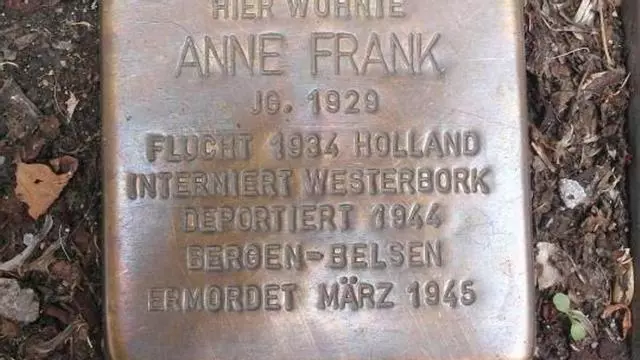 HIER WOHNTE
ANNE FRANK
JG. 1929
FLUCHT 1934 HOLLAND
INTERNIERT WESTERBORK
DEPORTIERT 1944
BERGEN-BELSEN
ERMORDET MÄRZ 1945